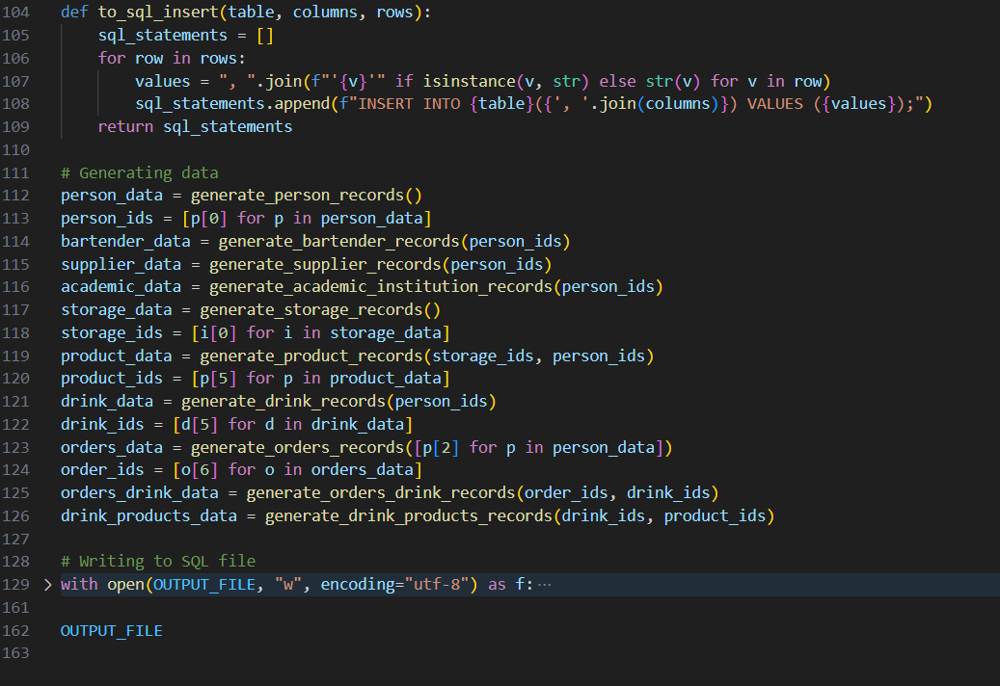 104 def to_sql_insert(table, columns, rows):
105     sql_statements = []
106     for row in rows:
107         values = ", ".join(f"'{v}'" if isinstance(v, str) else str(v) for v in row)
108         sql_statements.append(f"INSERT INTO {table}({', '.join(columns)}) VALUES ({values});")
109     return sql_statements
110
111 # Generating data
112 person_data = generate_person_records()
113 person_ids = [p[0] for p in person_data]
114 bartender_data = generate_bartender_records(person_ids)
115 supplier_data = generate_supplier_records(person_ids)
116 academic_data = generate_academic_institution_records(person_ids)
117 storage_data = generate_storage_records()
118 storage_ids = [i[0] for i in storage_data]
119 product_data = generate_product_records(storage_ids, person_ids)
120 product_ids = [p[5] for p in product_data]
121 drink_data = generate_drink_records(person_ids)
122 drink_ids = [d[5] for d in drink_data]
123 orders_data = generate_orders_records([p[2] for p in person_data])
124 order_ids = [o[6] for o in orders_data]
125 orders_drink_data = generate_orders_drink_records(order_ids, drink_ids)
126 drink_products_data = generate_drink_products_records(drink_ids, product_ids)
127
128 # Writing to SQL file
129 > with open(OUTPUT_FILE, "w", encoding="utf-8") as f:···
161
162 OUTPUT_FILE
163